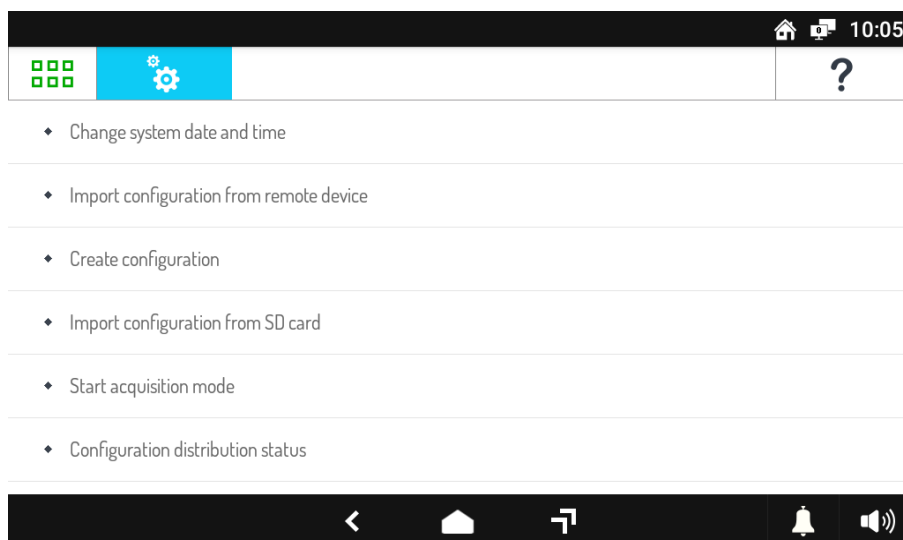 10:05
?
Change system date and time
Import configuration from remote device
Create configuration
Import configuration from SD card
Start acquisition mode
Configuration distribution status